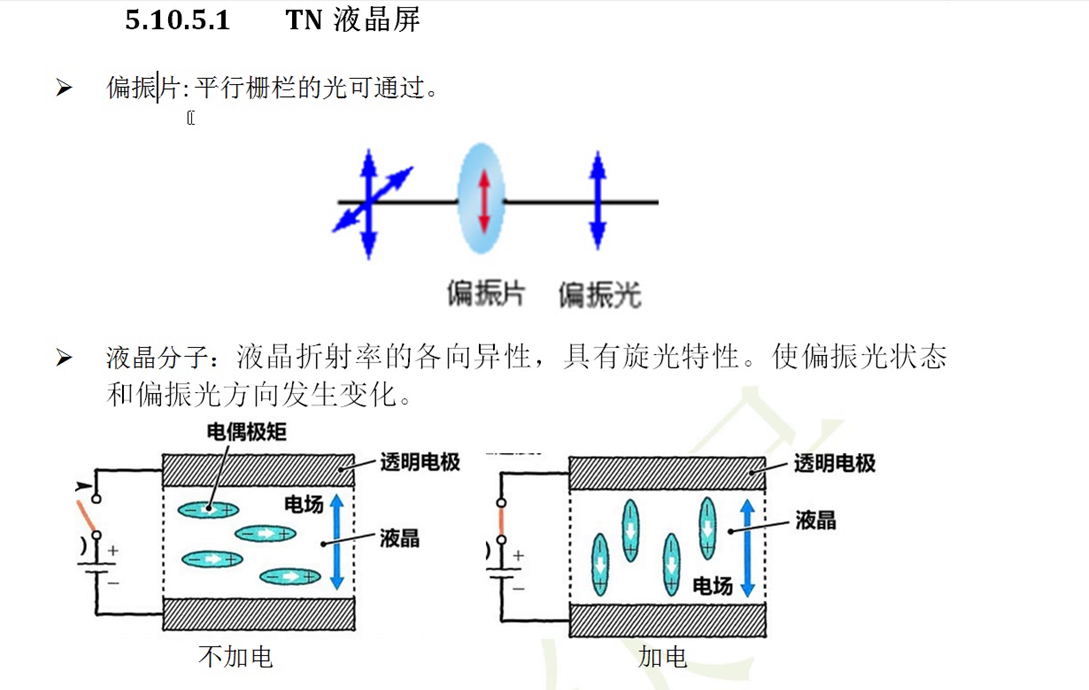 5.10.5.1 TN 液晶屏
偏振片:平行栅栏的光可通过。
偏振片 偏振光
液晶分子：液晶折射率的各向异性，具有旋光特性。使偏振光状态
和偏振光方向发生变化。
电偶极矩
透明电极
电场
液晶
+
−
不加电
透明电极
液晶
电场
+
−
加电